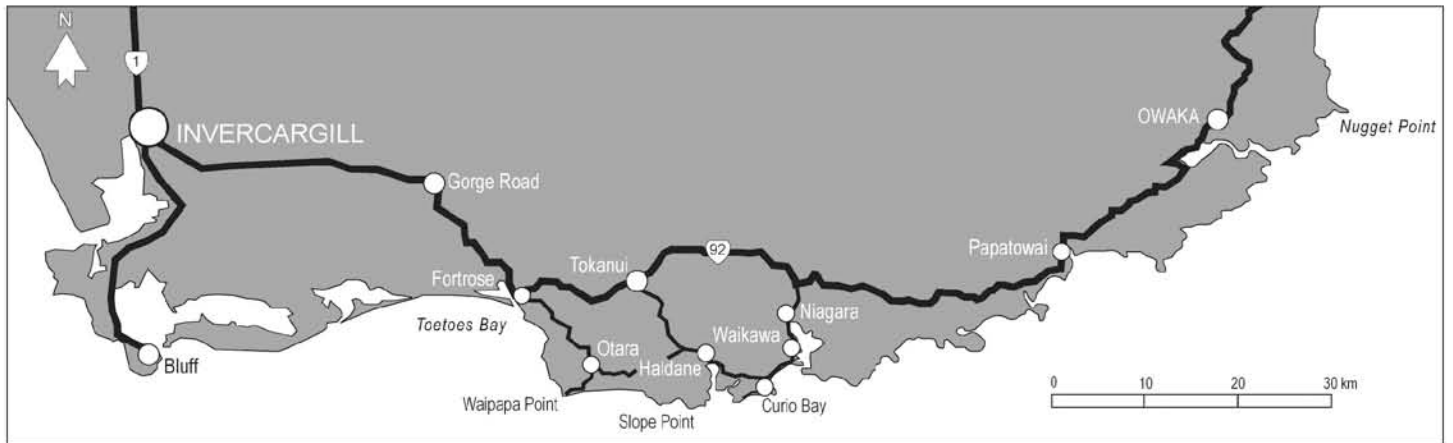 N
1
INVERCARGILL
OWAKA
Nugget Point
Gorge Road
Papatowai
92
Tokanui
Fortrose
Toetoes Bay
Niagara
Waikawa
Otara
Haldane
Bluff
Waipapa Point
Curio Bay
Slope Point
0 10 20 30 km